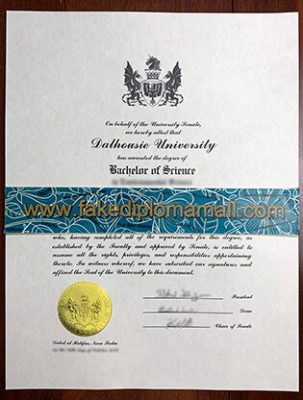 On behalf of the University Senate,
we hereby attest that
Dalhousie University
has awarded the degree of
Bachelor of Science
www.fakediplomamall.com
who, having completed all of the requirements for this degree, as
established by the Faculty and approved by Senate, is entitled to
assume all the rights, privileges, and responsibilities appertaining
thereto. In witness whereof, we have subscribed our signatures and
affixed the Seal of the University to this document.
President
Dean
Chair of Senate
Dated at Halifax, Nova Scotia